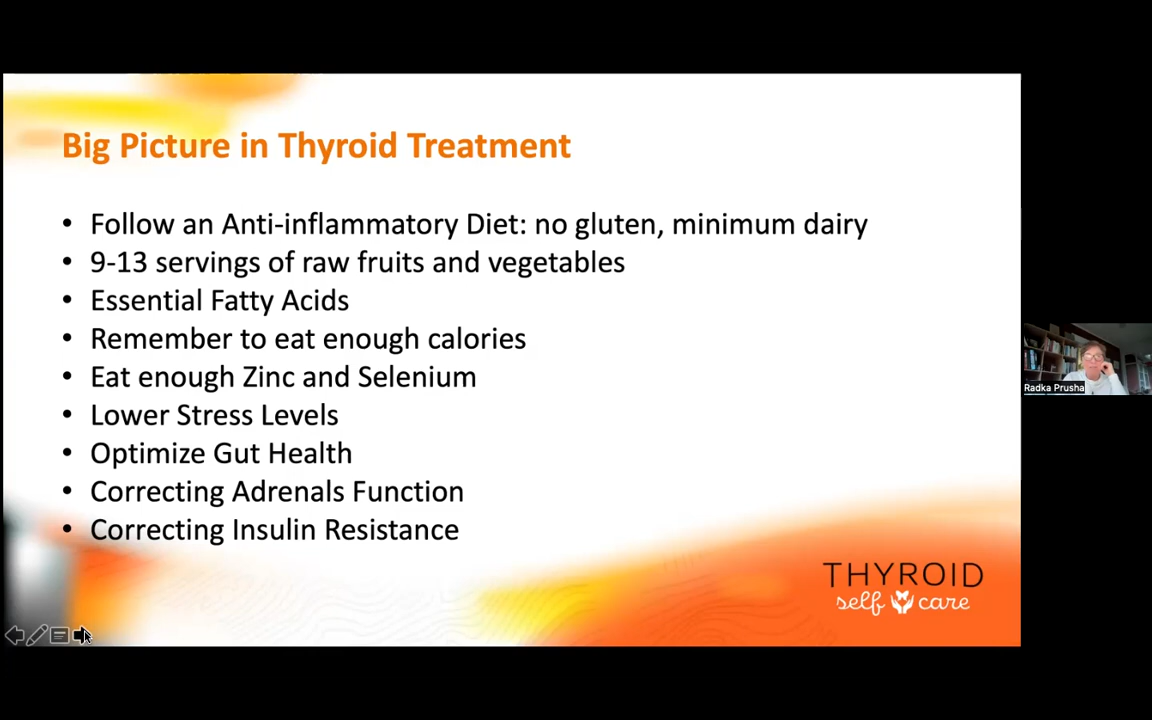 Big Picture in Thyroid Treatment
• Follow an Anti-inflammatory Diet: no gluten, minimum dairy
• 9-13 servings of raw fruits and vegetables
• Essential Fatty Acids
• Remember to eat enough calories
• Eat enough Zinc and Selenium
• Lower Stress Levels
• Optimize Gut Health
• Correcting Adrenals Function
• Correcting Insulin Resistance
THYROID
self care
Radka Prusha